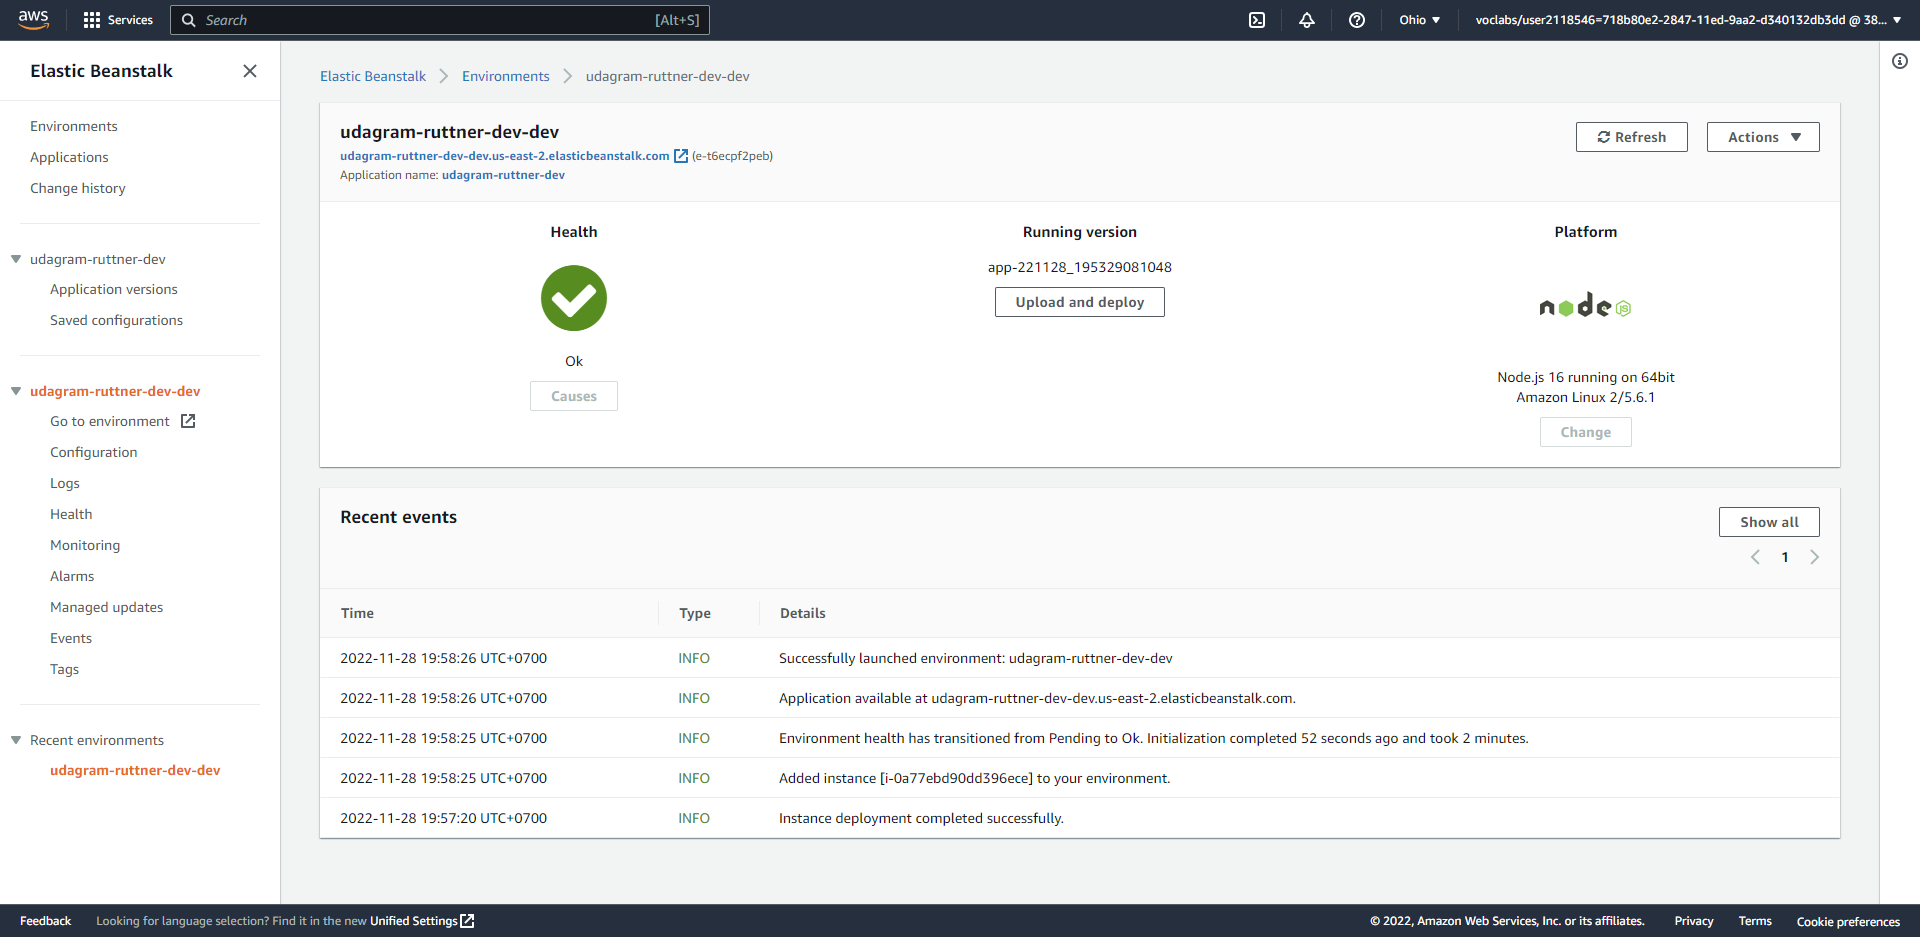 aws
Services
Search
[Alt+S]
Ohio
voclabs/user2118546=718b80e2-2847-11ed-9aa2-d340132db3dd @ 38...
Elastic Beanstalk
Environments
Applications
Change history
udagram-ruttner-dev
Application versions
Saved configurations
udagram-ruttner-dev-dev
Go to environment
Configuration
Logs
Health
Monitoring
Alarms
Managed updates
Events
Tags
Recent environments
udagram-ruttner-dev-dev
Elastic Beanstalk > Environments > udagram-ruttner-dev-dev
udagram-ruttner-dev-dev
udagram-ruttner-dev-dev.us-east-2.elasticbeanstalk.com (e-t6ecpf2peb)
Application name: udagram-ruttner-dev
Refresh
Actions
Health
Ok
Causes
Running version
app-221128_195329081048
Upload and deploy
Platform
node JS
Node.js 16 running on 64bit
Amazon Linux 2/5.6.1
Change
Recent events
Show all
1
Time Type Details
2022-11-28 19:58:26 UTC+0700 INFO Successfully launched environment: udagram-ruttner-dev-dev
2022-11-28 19:58:26 UTC+0700 INFO Application available at udagram-ruttner-dev-dev.us-east-2.elasticbeanstalk.com.
2022-11-28 19:58:25 UTC+0700 INFO Environment health has transitioned from Pending to Ok. Initialization completed 52 seconds ago and took 2 minutes.
2022-11-28 19:58:25 UTC+0700 INFO Added instance [i-0a77ebd90dd396ece] to your environment.
2022-11-28 19:57:20 UTC+0700 INFO Instance deployment completed successfully.
Feedback
Looking for language selection? Find it in the new Unified Settings
© 2022, Amazon Web Services, Inc. or its affiliates.
Privacy
Terms
Cookie preferences